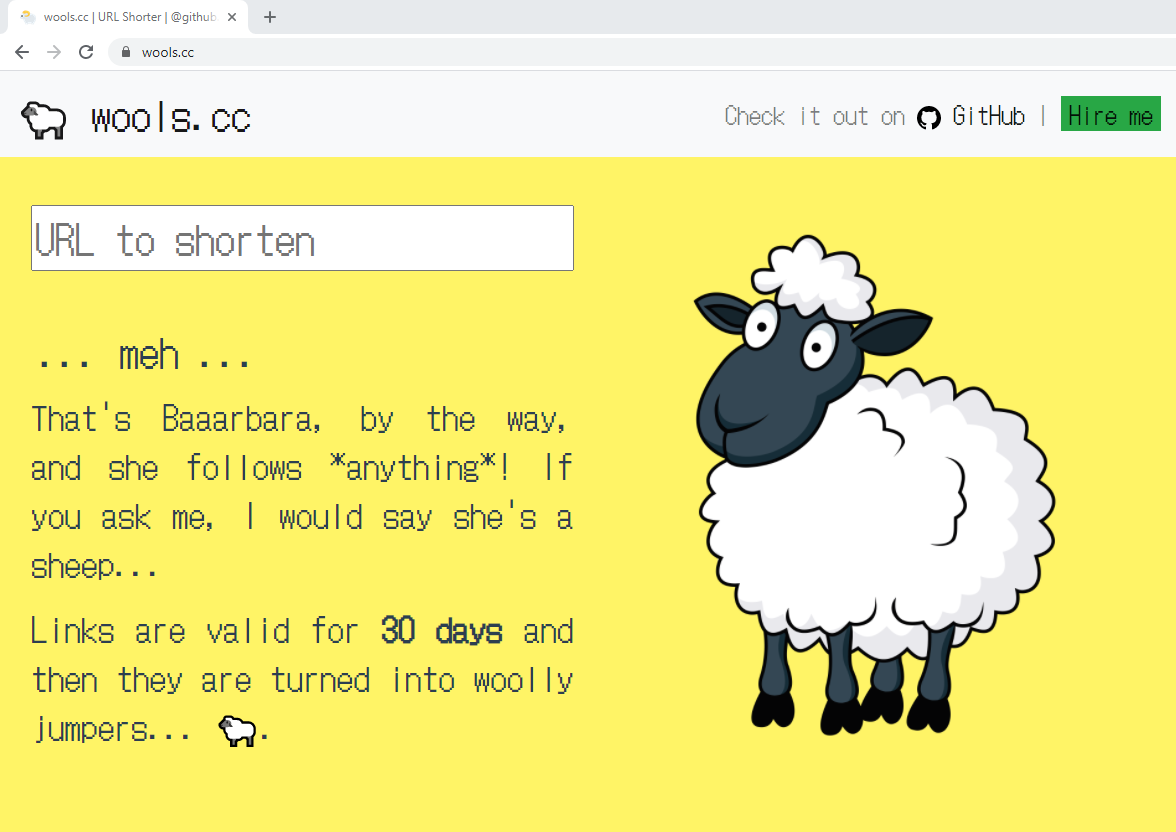 wools.cc | URL Shorter | @github
wools.cc
wools.cc
Check it out on GitHub | Hire me
URL to shorten
... meh ...
That's Baaarbara, by the way,
and she follows *anything*! If
you ask me, I would say she's a
sheep...
Links are valid for 30 days and
then they are turned into woolly
jumpers... 🐑.